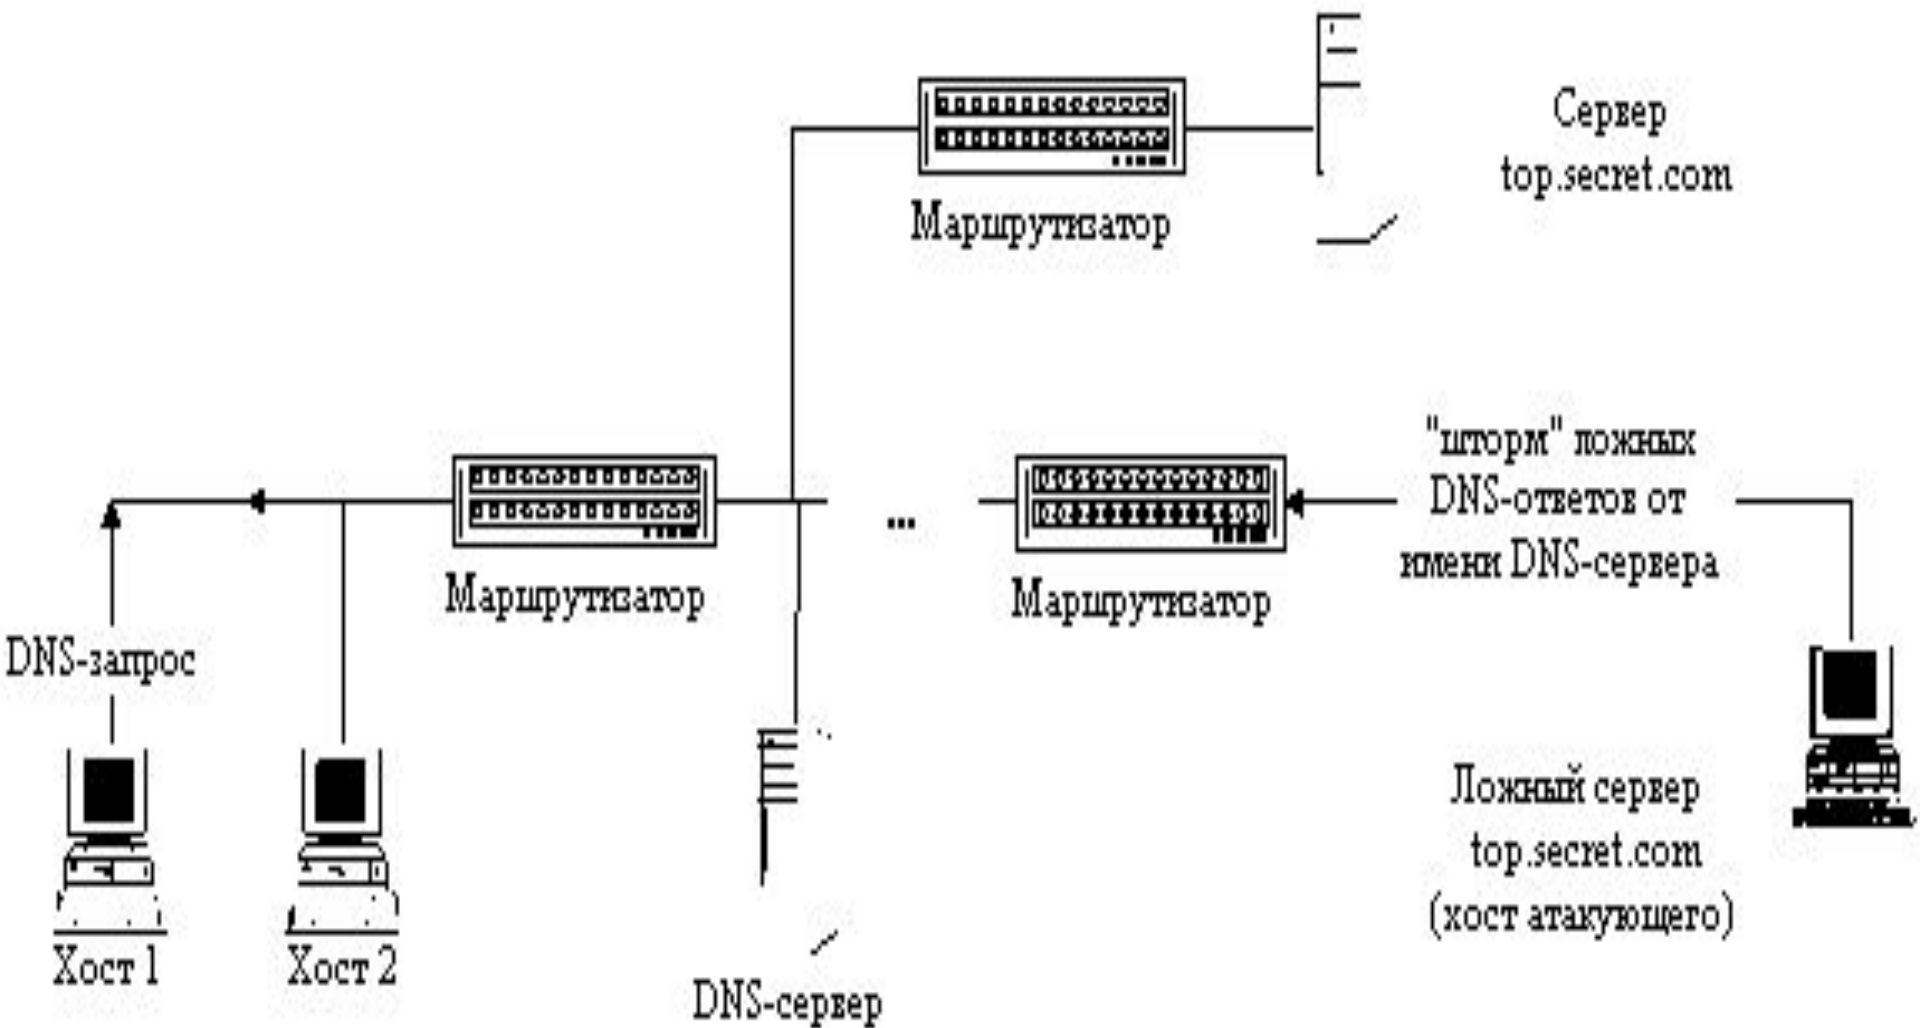 Сервер
top.secret.com
Маршрутизатор
"шторм" ложных
DNS-ответов от
имени DNS-сервера
Маршрутизатор
Маршрутизатор
DNS-запрос
Ложный сервер
top.secret.com
(хост атакующего)
Хост 1
Хост 2
DNS-сервер